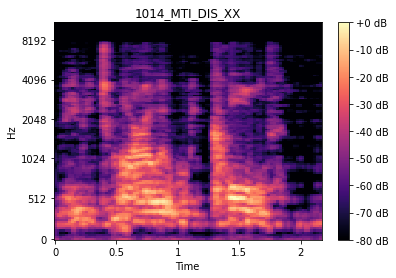 1014_MTI_DIS_XX
+0 dB
8192
-10 dB
4096
-20 dB
-30 dB
2048
Hz
-40 dB
1024
-50 dB
512
-60 dB
-70 dB
0
-80 dB
0
0.5
1
1.5
2
Time